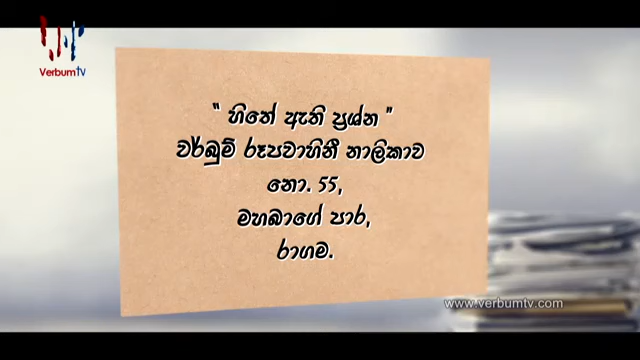 VerbumTV
" හිතේ ඇති ප්‍රශ්න "
වර්බුම් රූපවාහිනී නාලිකාව
නො. 55,
මහබාගේ පාර,
රාගම.
www.verbumtv.com